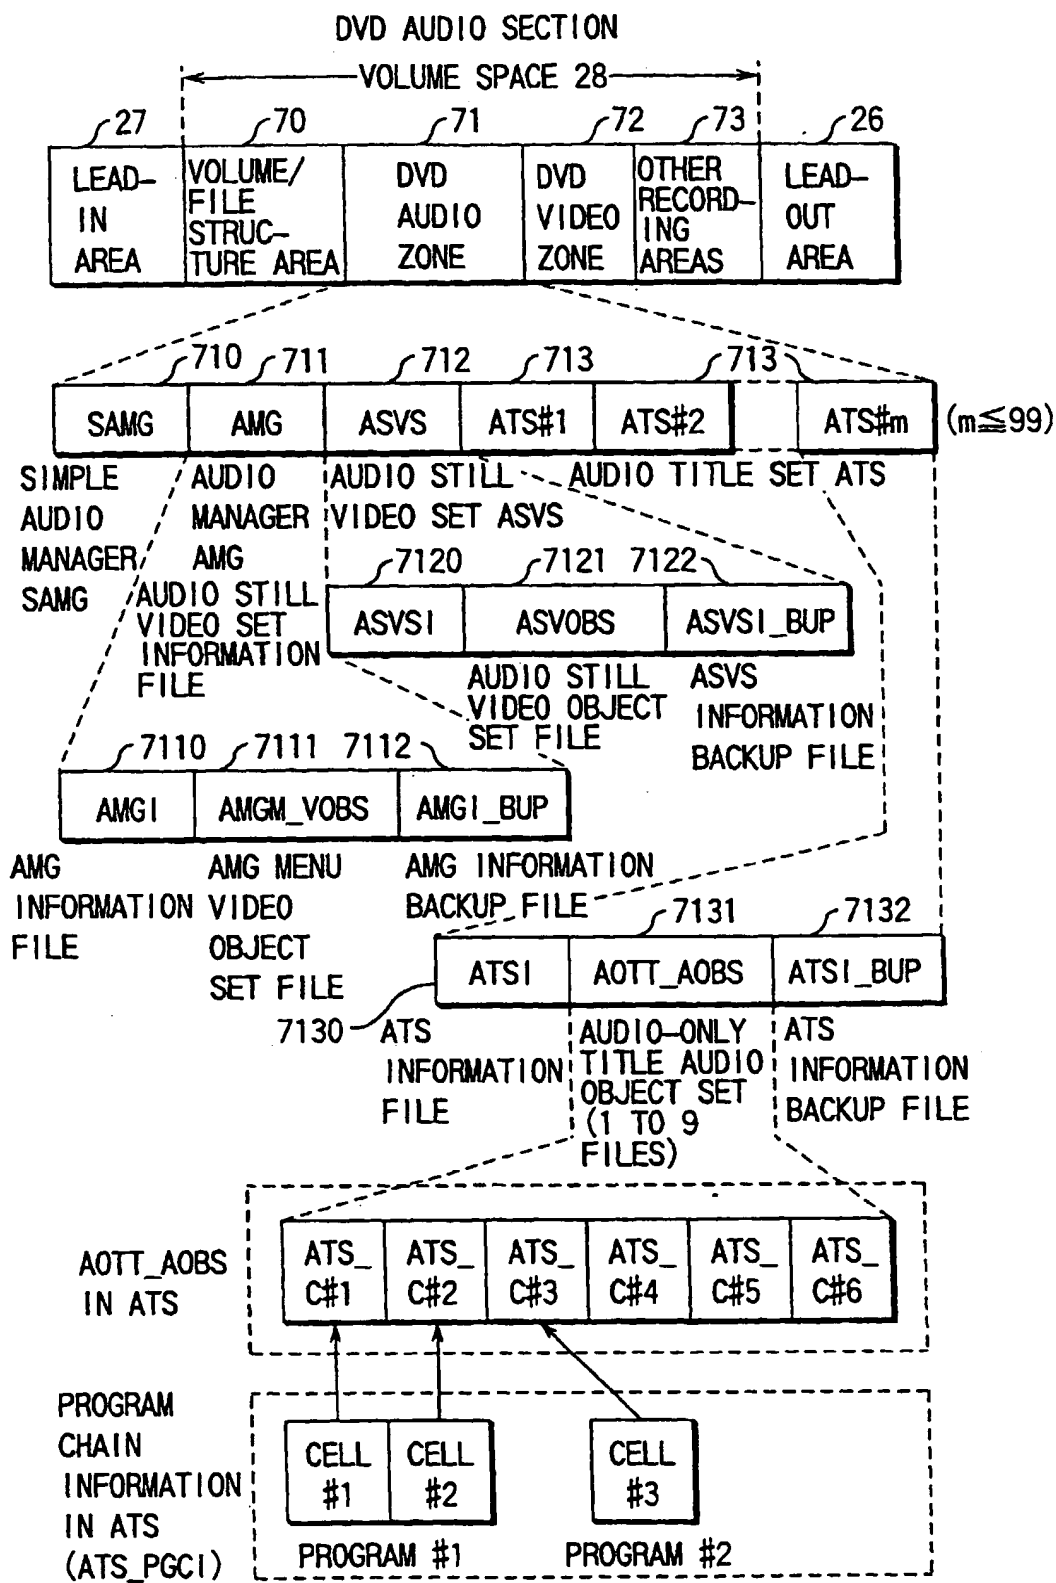 DVD AUDIO SECTION
VOLUME SPACE 28
27
70
71
72
73
26
LEAD-
IN
AREA
VOLUME/
FILE
STRUC-
TURE AREA
DVD
AUDIO
ZONE
DVD
VIDEO
ZONE
OTHER
RECORD-
ING
AREAS
LEAD-
OUT
AREA
710
711
712
713
713
SAMG
AMG
ASVS
ATS#1
ATS#2
ATS#m
(m≦99)
SIMPLE
AUDIO
MANAGER
SAMG
AUDIO
MANAGER
AMG
AUDIO STILL
VIDEO SET ASVS
AUDIO TITLE SET ATS
7120
7121
7122
ASVSI
ASVOBS
ASVSI_BUP
AUDIO STILL
VIDEO SET
INFORMATION
FILE
AUDIO STILL
VIDEO OBJECT
SET FILE
ASVS
INFORMATION
BACKUP FILE
7110
7111
7112
AMGI
AMGM_VOBS
AMGI_BUP
AMG
INFORMATION
FILE
AMG MENU
VIDEO
OBJECT
SET FILE
AMG INFORMATION
BACKUP FILE
7131
7132
ATSI
AOTT_AOBS
ATSI_BUP
7130
ATS
INFORMATION
FILE
AUDIO-ONLY
TITLE AUDIO
OBJECT SET
(1 TO 9
FILES)
ATS
INFORMATION
BACKUP FILE
AOTT_AOBS
IN ATS
ATS_
C#1
ATS_
C#2
ATS_
C#3
ATS_
C#4
ATS_
C#5
ATS_
C#6
PROGRAM
CHAIN
INFORMATION
IN ATS
(ATS_PGCI)
CELL
#1
CELL
#2
CELL
#3
PROGRAM #1
PROGRAM #2